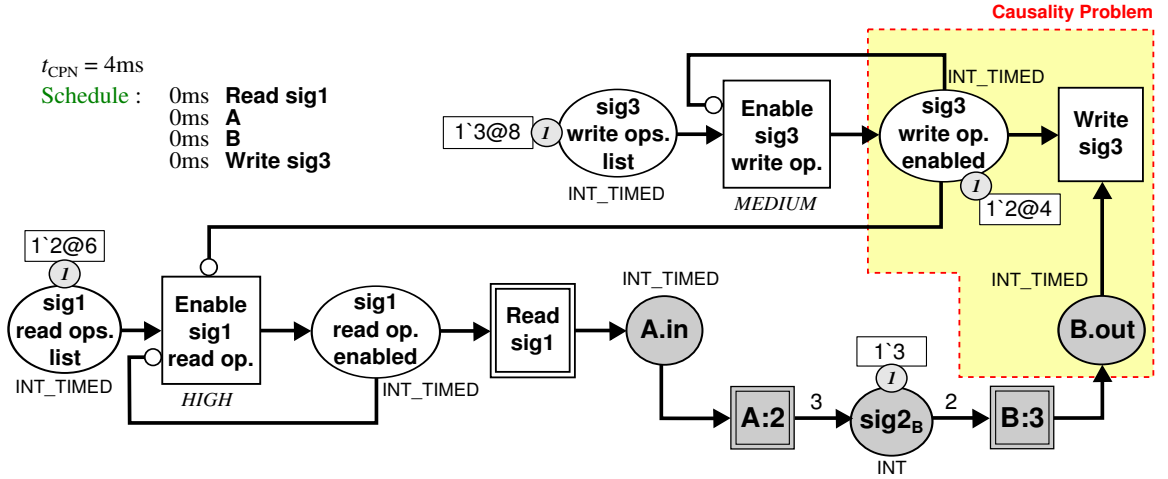 Causality Problem
t_CPN = 4ms
Schedule : 0ms Read sig1
0ms A
0ms B
0ms Write sig3
1`3@8
1
sig3
write ops.
list
INT_TIMED
Enable
sig3
write op.
MEDIUM
INT_TIMED
sig3
write op.
enabled
1
1`2@4
Write
sig3
1`2@6
1
sig1
read ops.
list
INT_TIMED
Enable
sig1
read op.
HIGH
sig1
read op.
enabled
INT_TIMED
Read
sig1
INT_TIMED
A.in
INT_TIMED
B.out
A:2
3
1`3
1
sig2_B
INT
2
B:3